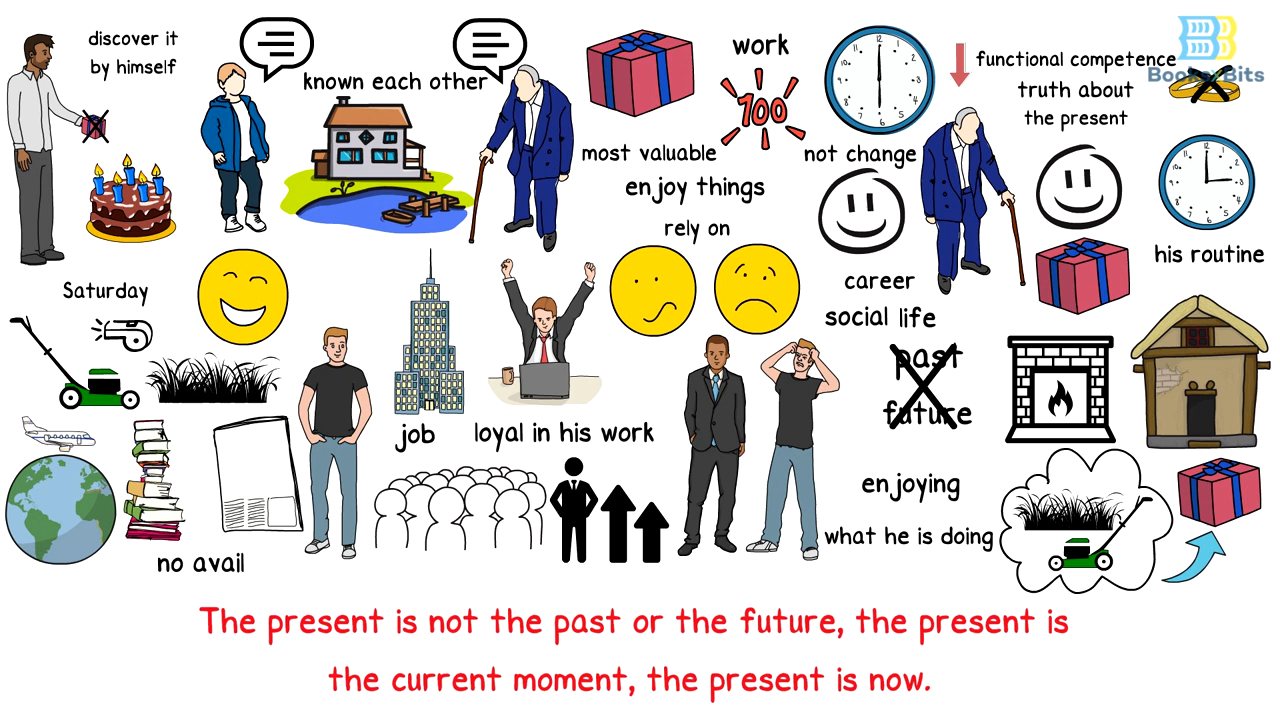 discover it
by himself
known each other
work
100
most valuable
enjoy things
rely on
not change
functional competence
truth about
the present
his routine
Saturday
career
social life
past
future
job
loyal in his work
enjoying
what he is doing
no avail
The present is not the past or the future, the present is
the current moment, the present is now.